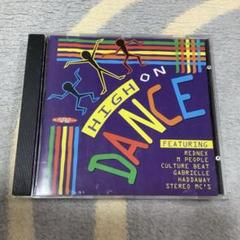 HIGH ON
DANCE
FEATURING
REDNEX
M PEOPLE
CULTURE BEAT
GABRIELLE
HADDAWAY
STEREO MC'S